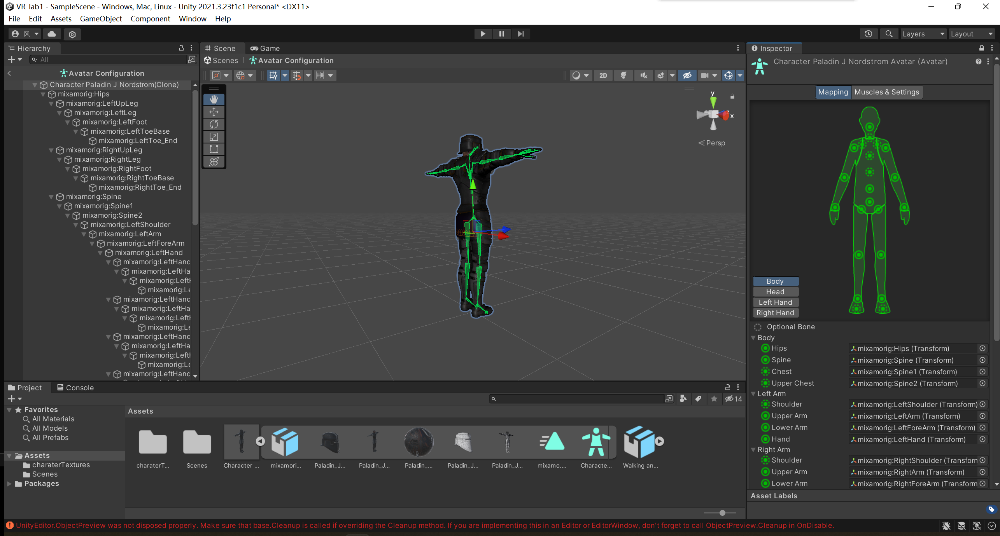 VR_lab1 - SampleScene - Windows, Mac, Linux - Unity 2021.3.23f1c1 Personal* <DX11>
File Edit Assets GameObject Component Window Help
风
Layers
Layout
Hierarchy
All
Avatar Configuration
Character Paladin J Nordstrom(Clone)
mixamorig:Hips
mixamorig:LeftUpLeg
mixamorig:LeftLeg
mixamorig:LeftFoot
mixamorig:LeftToeBase
mixamorig:LeftToe_End
mixamorig:RightUpLeg
mixamorig:RightLeg
mixamorig:RightFoot
mixamorig:RightToeBase
mixamorig:RightToe_End
mixamorig:Spine
mixamorig:Spine1
mixamorig:Spine2
mixamorig:LeftShoulder
mixamorig:LeftArm
mixamorig:LeftForeArm
mixamorig:LeftHand
mixamorig:LeftHand
mixamorig:LeftHa
mixamorig:Left
mixamorig:Le
mixamorig:LeftHand
mixamorig:LeftHa
mixamorig:Left
mixamorig:Le
mixamorig:LeftHand
mixamorig:LeftHa
mixamorig:Left
mixamorig:Le
mixamorig:LeftHand
Scene
Game
Scenes
Avatar Configuration
2D
y
z
x
Persp
Inspector
Character Paladin J Nordstrom Avatar (Avatar)
Mapping
Muscles & Settings
Body
Head
Left Hand
Right Hand
Optional Bone
Body
Hips mixamorig:Hips (Transform)
Spine mixamorig:Spine (Transform)
Chest mixamorig:Spine1 (Transform)
Upper Chest mixamorig:Spine2 (Transform)
Left Arm
Shoulder mixamorig:LeftShoulder (Transform)
Upper Arm mixamorig:LeftArm (Transform)
Lower Arm mixamorig:LeftForeArm (Transform)
Hand mixamorig:LeftHand (Transform)
Right Arm
Shoulder mixamorig:RightShoulder (Transforn
Upper Arm mixamorig:RightArm (Transform)
Lower Arm mixamorig:RightForeArm (Transform
Asset Labels
Project
Console
14
Favorites
All Materials
All Models
All Prefabs
Assets
charaterTextures
Scenes
Packages
Assets
charaterT...
Scenes
Character ...
mixamori...
Paladin_J...
Paladin_J...
Paladin_...
Paladin_J...
Paladin_J...
mixamo....
Characte...
Walking an...
UnityEditor.ObjectPreview was not disposed properly. Make sure that base.Cleanup is called if overriding the Cleanup method. If you are implementing this in an Editor or EditorWindow, don't forget to call ObjectPreview.Cleanup in OnDisable.